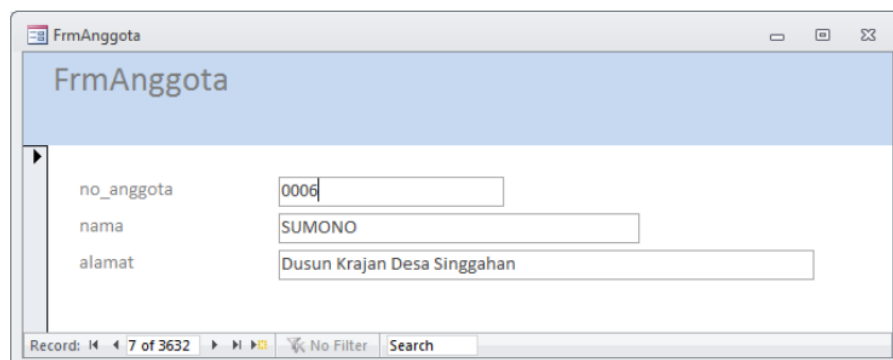 FrmAnggota
FrmAnggota
no_anggota 0006
nama SUMONO
alamat Dusun Krajan Desa Singgahan
Record: 7 of 3632 No Filter Search